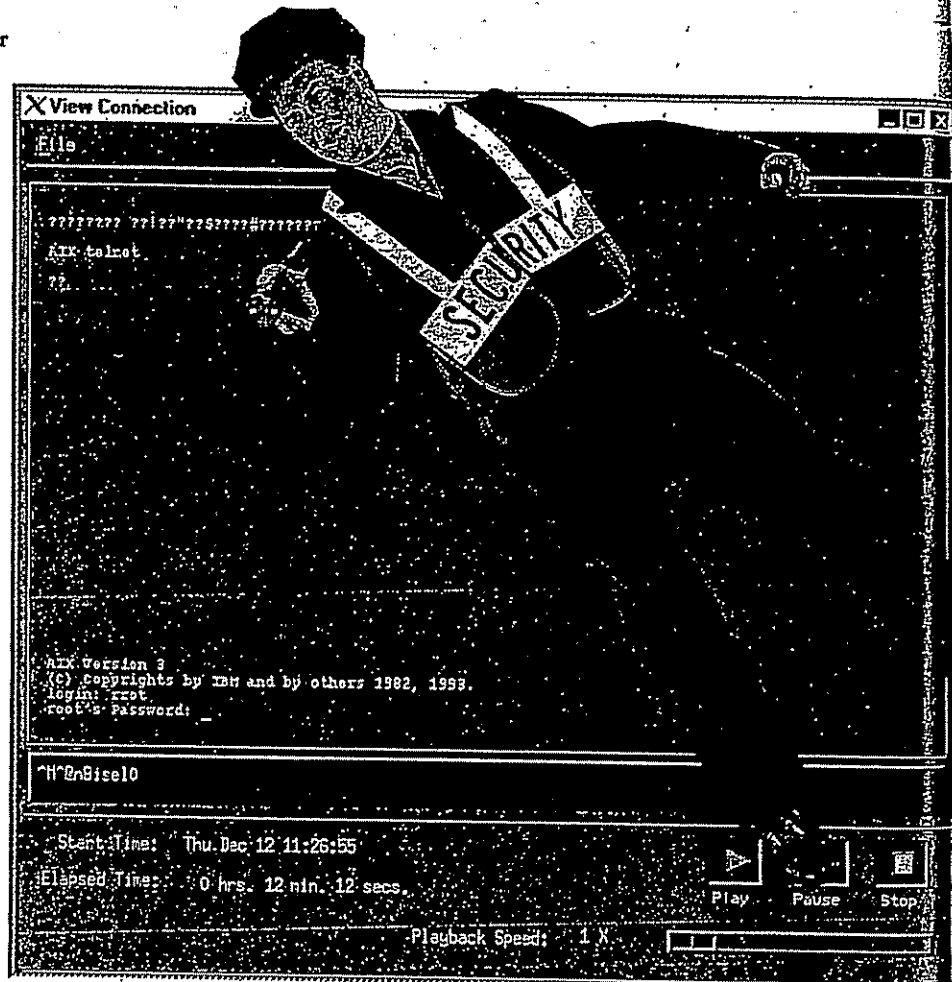 r
View Connection
File
???????? ??!??"??$????#???????
AIX telnet
??
SECURITY
AIX Version 3
(C) Copyrights by IBM and by others 1982, 1993.
login: rrot
root's Password: _
^H^@n8isel0
Start Time: Thu Dec 12 11:26:55
Elapsed Time: 0 hrs. 12 min. 12 secs.
Play Pause Stop
Playback Speed: 1 X